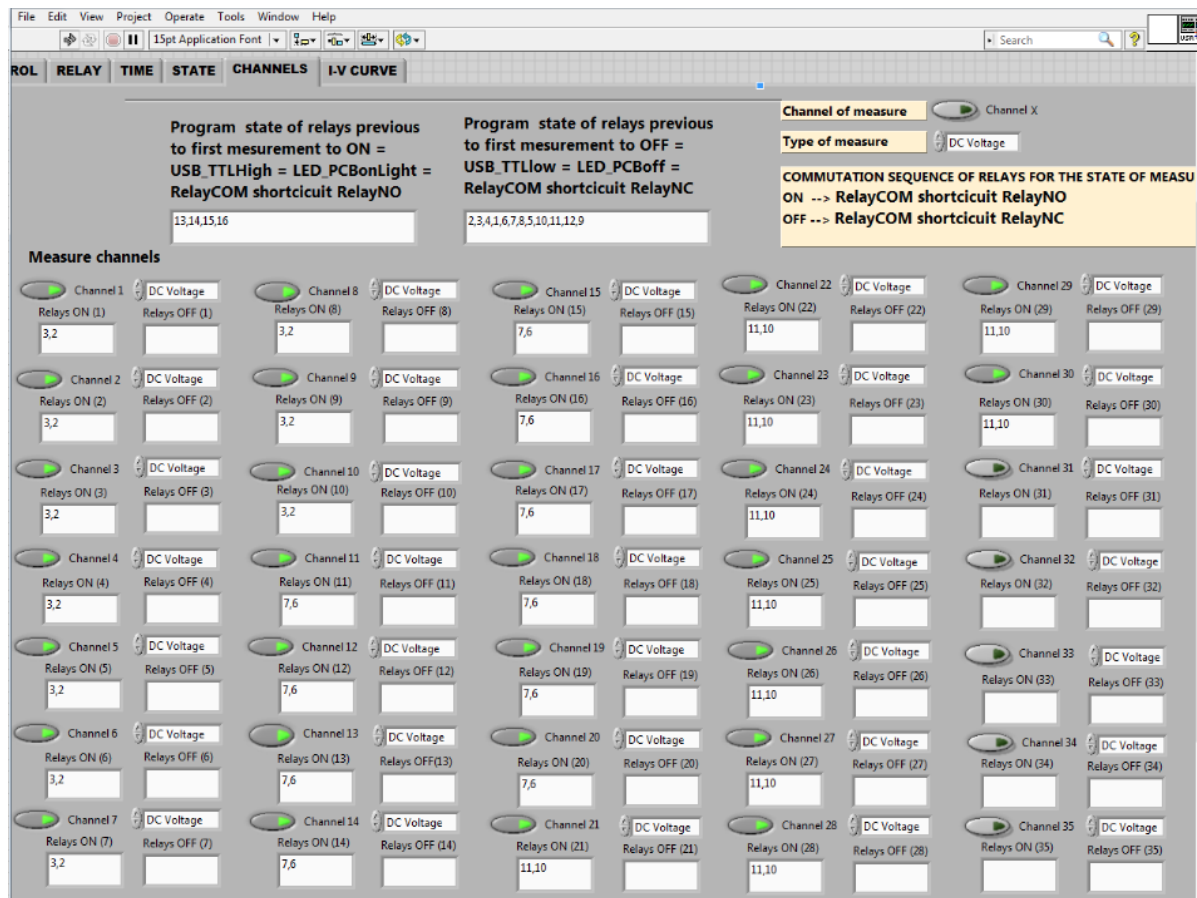 File Edit View Project Operate Tools Window Help
15pt Application Font
Search
ROL RELAY TIME STATE CHANNELS I-V CURVE
Program state of relays previous
to first mesurement to ON =
USB_TTLHigh = LED_PCBonLight =
RelayCOM shortcicuit RelayNO
13,14,15,16
Program state of relays previous
to first mesurement to OFF =
USB_TTLlow = LED_PCBoff =
RelayCOM shortcicuit RelayNC
2,3,4,1,6,7,8,5,10,11,12,9
Channel of measure Channel X
Type of measure DC Voltage
COMMUTATION SEQUENCE OF RELAYS FOR THE STATE OF MEASU
ON --> RelayCOM shortcicuit RelayNO
OFF --> RelayCOM shortcicuit RelayNC
Measure channels
Channel 1 DC Voltage Channel 8 DC Voltage Channel 15 DC Voltage Channel 22 DC Voltage Channel 29 DC Voltage
Relays ON (1) Relays OFF (1) Relays ON (8) Relays OFF (8) Relays ON (15) Relays OFF (15) Relays ON (22) Relays OFF (22) Relays ON (29) Relays OFF (29)
3,2 3,2 7,6 11,10 11,10
Channel 2 DC Voltage Channel 9 DC Voltage Channel 16 DC Voltage Channel 23 DC Voltage Channel 30 DC Voltage
Relays ON (2) Relays OFF (2) Relays ON (9) Relays OFF (9) Relays ON (16) Relays OFF (16) Relays ON (23) Relays OFF (23) Relays ON (30) Relays OFF (30)
3,2 3,2 7,6 11,10 11,10
Channel 3 DC Voltage Channel 10 DC Voltage Channel 17 DC Voltage Channel 24 DC Voltage Channel 31 DC Voltage
Relays ON (3) Relays OFF (3) Relays ON (10) Relays OFF (10) Relays ON (17) Relays OFF (17) Relays ON (24) Relays OFF (24) Relays ON (31) Relays OFF (31)
3,2 3,2 7,6 11,10
Channel 4 DC Voltage Channel 11 DC Voltage Channel 18 DC Voltage Channel 25 DC Voltage Channel 32 DC Voltage
Relays ON (4) Relays OFF (4) Relays ON (11) Relays OFF (11) Relays ON (18) Relays OFF (18) Relays ON (25) Relays OFF (25) Relays ON (32) Relays OFF (32)
3,2 7,6 7,6 11,10
Channel 5 DC Voltage Channel 12 DC Voltage Channel 19 DC Voltage Channel 26 DC Voltage Channel 33 DC Voltage
Relays ON (5) Relays OFF (5) Relays ON (12) Relays OFF (12) Relays ON (19) Relays OFF (19) Relays ON (26) Relays OFF (26) Relays ON (33) Relays OFF (33)
3,2 7,6 7,6 11,10
Channel 6 DC Voltage Channel 13 DC Voltage Channel 20 DC Voltage Channel 27 DC Voltage Channel 34 DC Voltage
Relays ON (6) Relays OFF (6) Relays ON (13) Relays OFF(13) Relays ON (20) Relays OFF (20) Relays ON (27) Relays OFF (27) Relays ON (34) Relays OFF (34)
3,2 7,6 7,6 11,10
Channel 7 DC Voltage Channel 14 DC Voltage Channel 21 DC Voltage Channel 28 DC Voltage Channel 35 DC Voltage
Relays ON (7) Relays OFF (7) Relays ON (14) Relays OFF (14) Relays ON (21) Relays OFF (21) Relays ON (28) Relays OFF (28) Relays ON (35) Relays OFF (35)
3,2 7,6 11,10 11,10